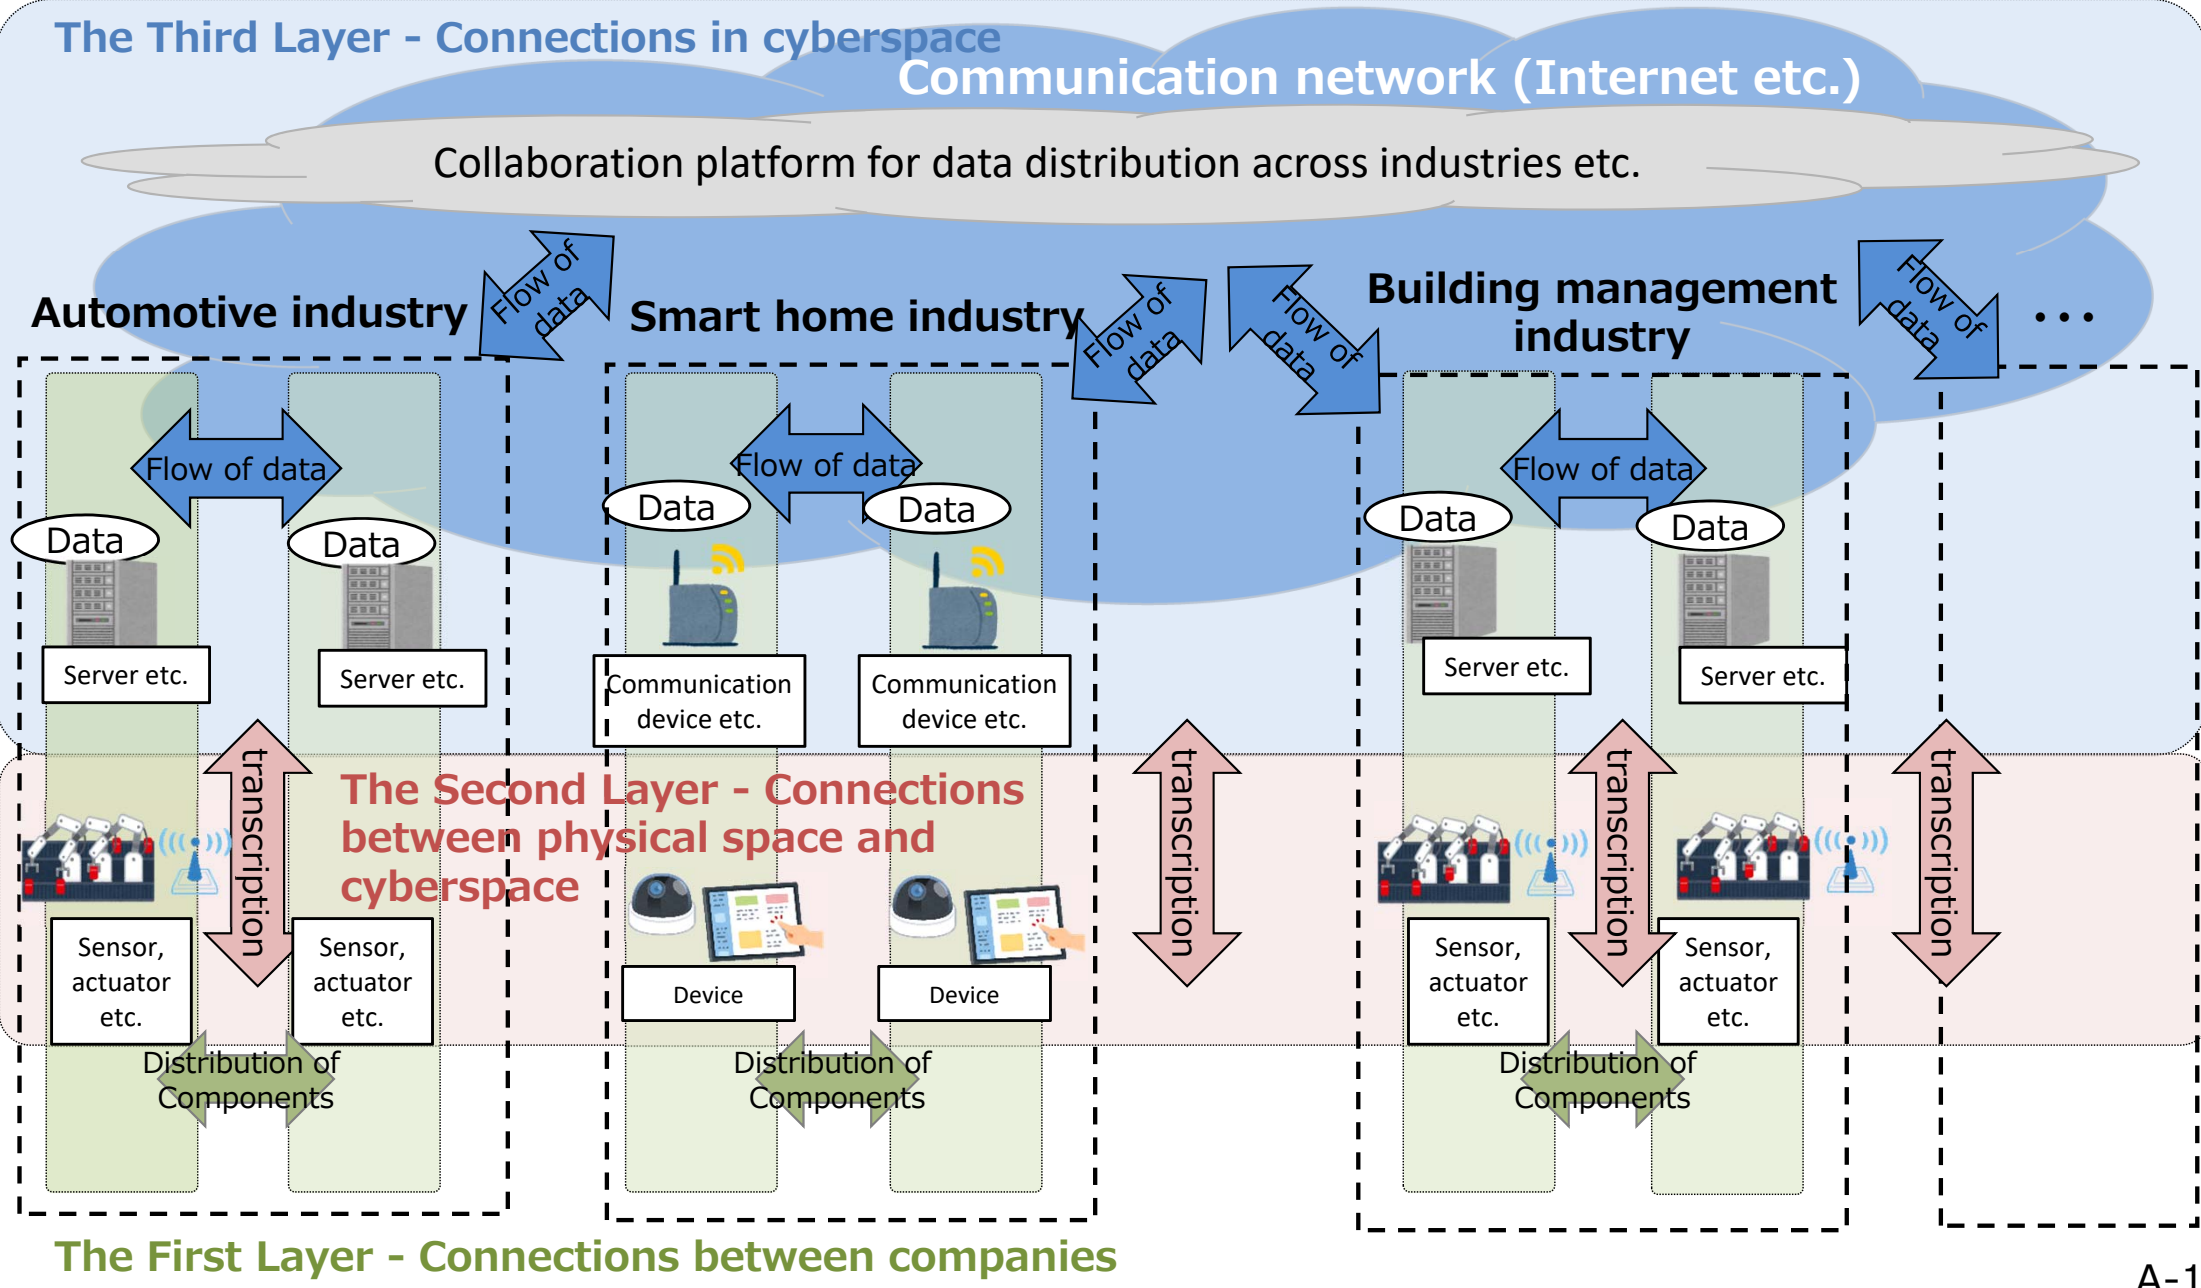 The Third Layer - Connections in cyberspace
Communication network (Internet etc.)
Collaboration platform for data distribution across industries etc.
Flow of
data
Flow of
data
Flow of
data
Flow of
data
Automotive industry
Smart home industry
Building management
industry
...
Flow of data
Flow of data
Flow of data
Data
Data
Data
Data
Data
Data
Server etc.
Server etc.
Communication
device etc.
Communication
device etc.
Server etc.
Server etc.
transcription
transcription
transcription
transcription
The Second Layer - Connections
between physical space and
cyberspace
Sensor,
actuator
etc.
Sensor,
actuator
etc.
Device
Device
Sensor,
actuator
etc.
Sensor,
actuator
etc.
Distribution of
Components
Distribution of
Components
Distribution of
Components
The First Layer - Connections between companies
A-1